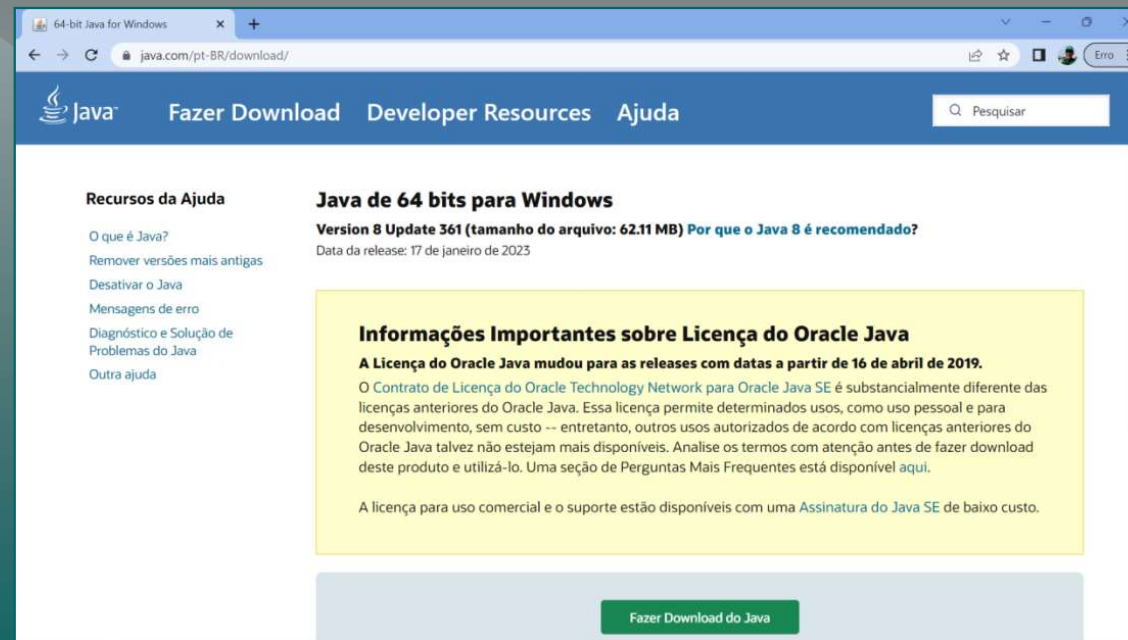 64-bit Java for Windows
java.com/pt-BR/download/
Erro
Java
Fazer Download Developer Resources Ajuda
Pesquisar
Recursos da Ajuda
O que é Java?
Remover versões mais antigas
Desativar o Java
Mensagens de erro
Diagnóstico e Solução de
Problemas do Java
Outra ajuda
Java de 64 bits para Windows
Version 8 Update 361 (tamanho do arquivo: 62.11 MB) Por que o Java 8 é recomendado?
Data da release: 17 de janeiro de 2023
Informações Importantes sobre Licença do Oracle Java
A Licença do Oracle Java mudou para as releases com datas a partir de 16 de abril de 2019.
O Contrato de Licença do Oracle Technology Network para Oracle Java SE é substancialmente diferente das
licenças anteriores do Oracle Java. Essa licença permite determinados usos, como uso pessoal e para
desenvolvimento, sem custo -- entretanto, outros usos autorizados de acordo com licenças anteriores do
Oracle Java talvez não estejam mais disponíveis. Analise os termos com atenção antes de fazer download
deste produto e utilizá-lo. Uma seção de Perguntas Mais Frequentes está disponível aqui.
A licença para uso comercial e o suporte estão disponíveis com uma Assinatura do Java SE de baixo custo.
Fazer Download do Java